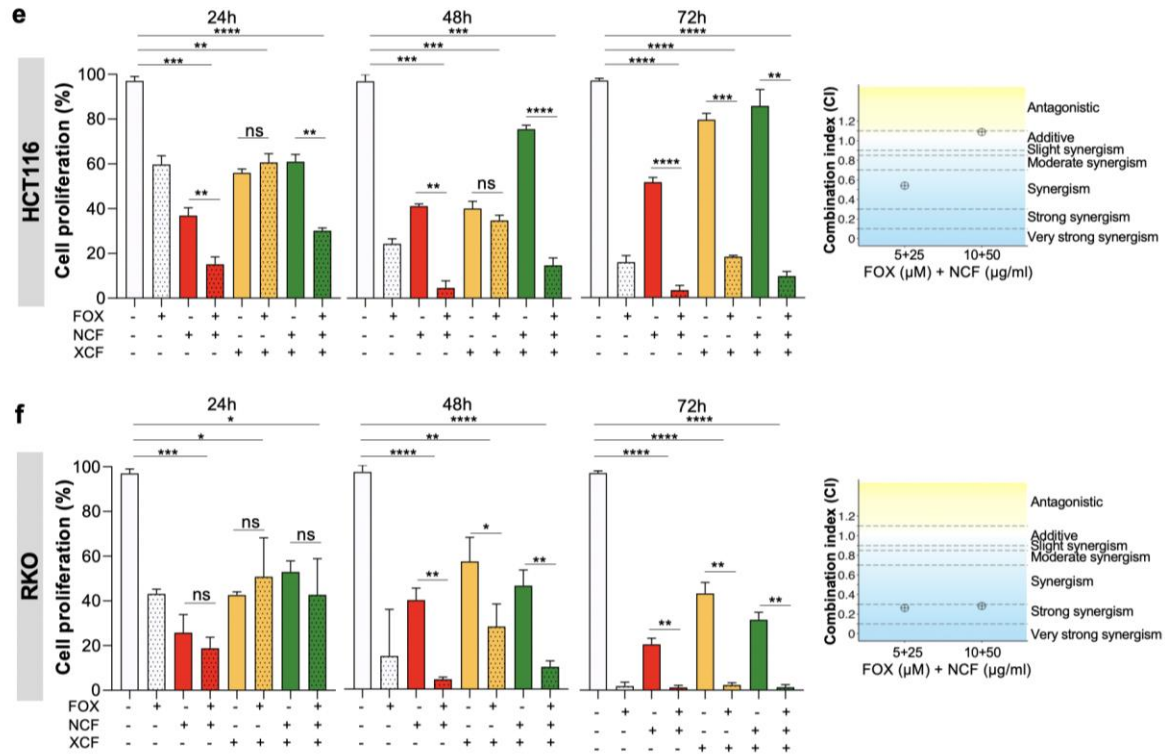 e
24h
48h
72h
****
**
***
***
***
***
****
****
****
HCT116
Cell proliferation (%)
100
80
60
40
20
0
**
ns
**
**
ns
****
****
***
**
FOX - + - + - + - + - + - + - + - + - + - + - + - +
NCF - - + + - - + + - - + + - - + + - - + + - - + +
XCF - - - - + + + + - - - - + + + + - - - - + + + +
Combination index (CI)
1.2
1.0
0.8
0.6
0.4
0.2
0
Antagonistic
Additive
Slight synergism
Moderate synergism
Synergism
Strong synergism
Very strong synergism
5+25 10+50
FOX (µM) + NCF (µg/ml)
f
24h
48h
72h
*
*
***
****
**
****
****
****
****
RKO
Cell proliferation (%)
100
80
60
40
20
0
ns
ns
ns
**
*
**
**
**
**
FOX - + - + - + - + - + - + - + - + - + - + - + - +
NCF - - + + - - + + - - + + - - + + - - + + - - + +
XCF - - - - + + + + - - - - + + + + - - - - + + + +
Combination index (CI)
1.2
1.0
0.8
0.6
0.4
0.2
0
Antagonistic
Additive
Slight synergism
Moderate synergism
Synergism
Strong synergism
Very strong synergism
5+25 10+50
FOX (µM) + NCF (µg/ml)